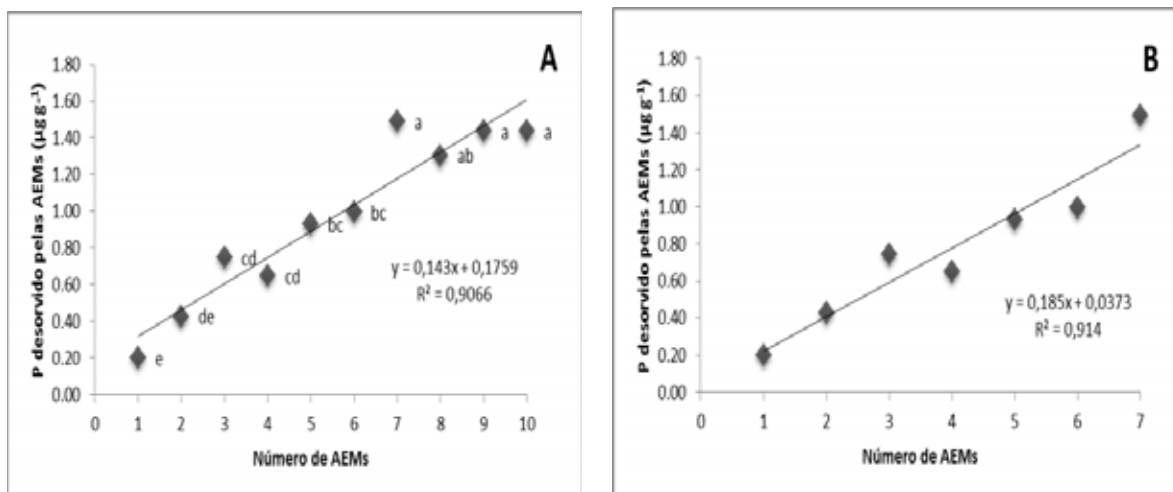 A
P desorvido pelas AEMs (µg g⁻¹)
1.80
1.60
1.40
1.20
1.00
0.80
0.60
0.40
0.20
0.00
e
de
cd
cd
bc
bc
a
ab
a
a
y = 0,143x + 0,1759
R² = 0,9066
0 1 2 3 4 5 6 7 8 9 10
Número de AEMs
B
P desorvido pelas AEMs (µg g⁻¹)
1.80
1.60
1.40
1.20
1.00
0.80
0.60
0.40
0.20
0.00
y = 0,185x + 0,0373
R² = 0,914
0 1 2 3 4 5 6 7
Número de AEMs